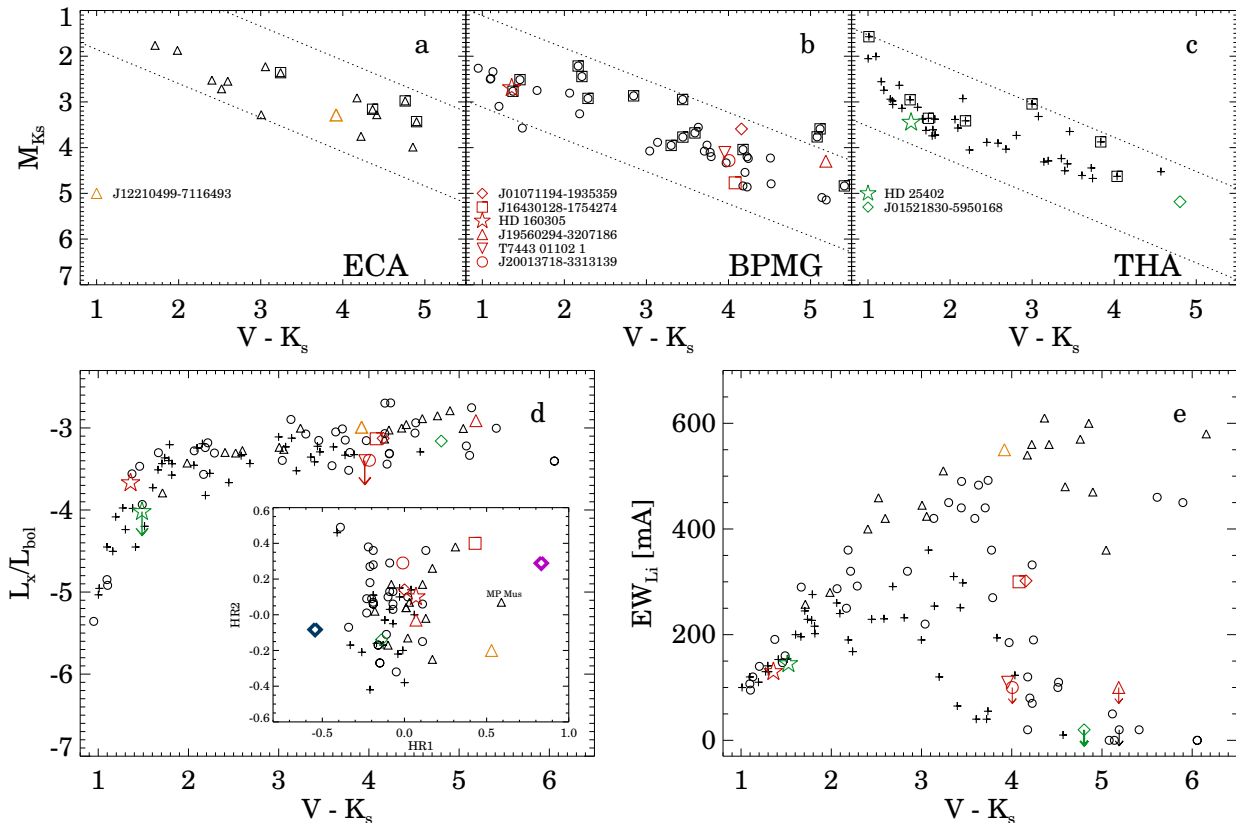 1
2
3
4
5
6
7
M_Ks
a
ECA
J12210499-7116493
1 2 3 4 5
V - K_s
b
BPMG
J01071194-1935359
J16430128-1754274
HD 160305
J19560294-3207186
T7443 01102 1
J20013718-3313139
1 2 3 4 5
V - K_s
c
THA
HD 25402
J01521830-5950168
1 2 3 4 5
V - K_s
d
-3
-4
-5
-6
-7
L_x/L_bol
1 2 3 4 5 6
V - K_s
0.6
0.4
0.2
-0.0
-0.2
-0.4
-0.6
HR2
MP Mus
-0.5 0.0 0.5 1.0
HR1
e
600
400
200
0
EW_Li [mA]
1 2 3 4 5 6
V - K_s